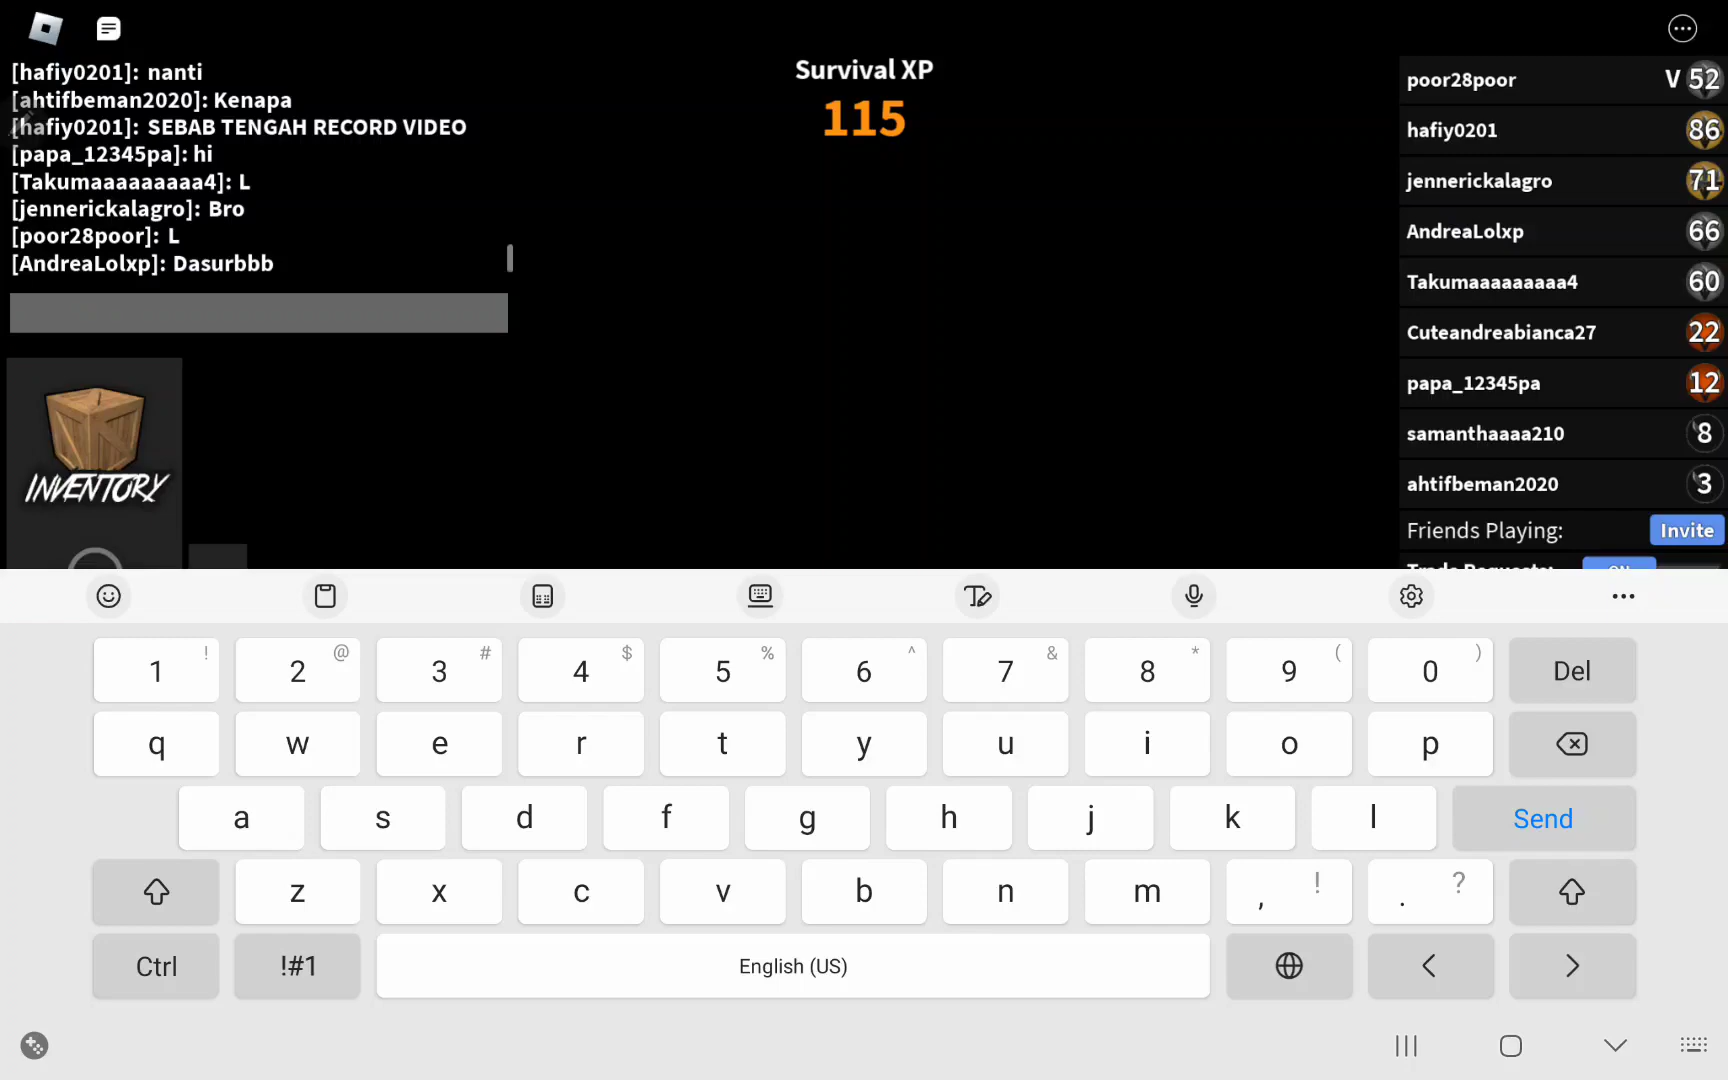 [hafiy0201]: nanti
[ahtifbeman2020]: Kenapa
[hafiy0201]: SEBAB TENGAH RECORD VIDEO
[papa_12345pa]: hi
[Takumaaaaaaaaa4]: L
[jennerickalagro]: Bro
[poor28poor]: L
[AndreaLolxp]: Dasurbbb
INVENTORY
Survival XP
115
poor28poor V 52
hafiy0201 86
jennerickalagro 71
AndreaLolxp 66
Takumaaaaaaaaa4 60
Cuteandreabianca27 22
papa_12345pa 12
samanthaaaa210 8
ahtifbeman2020 3
Friends Playing: Invite
Trade Requests: ON
1 ! 2 @ 3 # 4 $ 5 % 6 ^ 7 & 8 * 9 ( 0 ) Del
q w e r t y u i o p
a s d f g h j k l Send
z x c v b n m , ! . ?
Ctrl !#1 English (US) < >